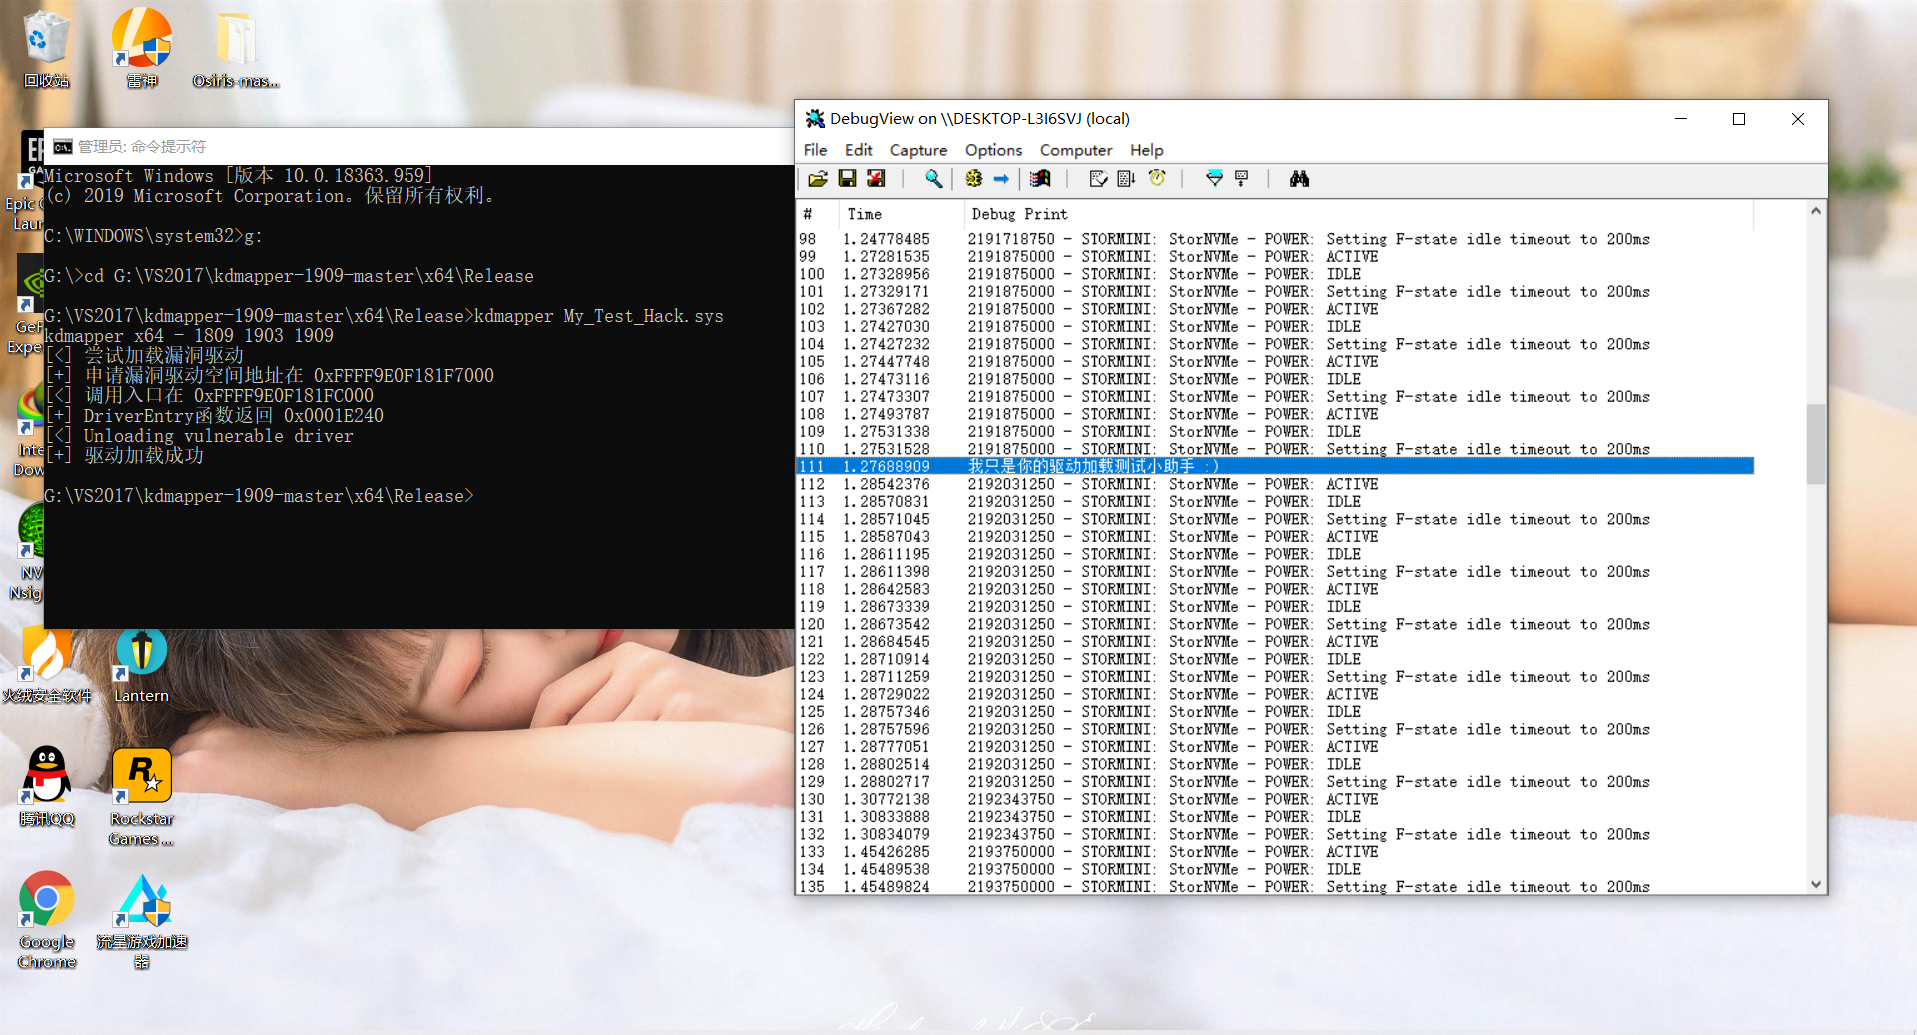 回收站
雷神
Osiris-mas...
管理员: 命令提示符
Microsoft Windows [版本 10.0.18363.959]
(c) 2019 Microsoft Corporation。保留所有权利。
C:\WINDOWS\system32>g:
G:\>cd G:\VS2017\kdmapper-1909-master\x64\Release
G:\VS2017\kdmapper-1909-master\x64\Release>kdmapper My_Test_Hack.sys
kdmapper x64 - 1809 1903 1909
[<] 尝试加载漏洞驱动
[+] 申请漏洞驱动空间地址在 0xFFFF9E0F181F7000
[<] 调用入口在 0xFFFF9E0F181FC000
[+] DriverEntry函数返回 0x0001E240
[<] Unloading vulnerable driver
[+] 驱动加载成功
G:\VS2017\kdmapper-1909-master\x64\Release>
Epic
Lau
GeF
Expe
Inte
Dow
NV
Nsig
火绒安全软件
Lantern
腾讯QQ
Rockstar
Games ...
Google
Chrome
流星游戏加速
器
DebugView on \\DESKTOP-L3I6SVJ (local)
File Edit Capture Options Computer Help
# Time Debug Print
98 1.24778485 2191718750 - STORMINI: StorNVMe - POWER: Setting F-state idle timeout to 200ms
99 1.27281535 2191875000 - STORMINI: StorNVMe - POWER: ACTIVE
100 1.27328956 2191875000 - STORMINI: StorNVMe - POWER: IDLE
101 1.27329171 2191875000 - STORMINI: StorNVMe - POWER: Setting F-state idle timeout to 200ms
102 1.27367282 2191875000 - STORMINI: StorNVMe - POWER: ACTIVE
103 1.27427030 2191875000 - STORMINI: StorNVMe - POWER: IDLE
104 1.27427232 2191875000 - STORMINI: StorNVMe - POWER: Setting F-state idle timeout to 200ms
105 1.27447748 2191875000 - STORMINI: StorNVMe - POWER: ACTIVE
106 1.27473116 2191875000 - STORMINI: StorNVMe - POWER: IDLE
107 1.27473307 2191875000 - STORMINI: StorNVMe - POWER: Setting F-state idle timeout to 200ms
108 1.27493787 2191875000 - STORMINI: StorNVMe - POWER: ACTIVE
109 1.27531338 2191875000 - STORMINI: StorNVMe - POWER: IDLE
110 1.27531528 2191875000 - STORMINI: StorNVMe - POWER: Setting F-state idle timeout to 200ms
111 1.27688909 我只是你的驱动加载测试小助手 :)
112 1.28542376 2192031250 - STORMINI: StorNVMe - POWER: ACTIVE
113 1.28570831 2192031250 - STORMINI: StorNVMe - POWER: IDLE
114 1.28571045 2192031250 - STORMINI: StorNVMe - POWER: Setting F-state idle timeout to 200ms
115 1.28587043 2192031250 - STORMINI: StorNVMe - POWER: ACTIVE
116 1.28611195 2192031250 - STORMINI: StorNVMe - POWER: IDLE
117 1.28611398 2192031250 - STORMINI: StorNVMe - POWER: Setting F-state idle timeout to 200ms
118 1.28642583 2192031250 - STORMINI: StorNVMe - POWER: ACTIVE
119 1.28673339 2192031250 - STORMINI: StorNVMe - POWER: IDLE
120 1.28673542 2192031250 - STORMINI: StorNVMe - POWER: Setting F-state idle timeout to 200ms
121 1.28684545 2192031250 - STORMINI: StorNVMe - POWER: ACTIVE
122 1.28710914 2192031250 - STORMINI: StorNVMe - POWER: IDLE
123 1.28711259 2192031250 - STORMINI: StorNVMe - POWER: Setting F-state idle timeout to 200ms
124 1.28729022 2192031250 - STORMINI: StorNVMe - POWER: ACTIVE
125 1.28757346 2192031250 - STORMINI: StorNVMe - POWER: IDLE
126 1.28757596 2192031250 - STORMINI: StorNVMe - POWER: Setting F-state idle timeout to 200ms
127 1.28777051 2192031250 - STORMINI: StorNVMe - POWER: ACTIVE
128 1.28802514 2192031250 - STORMINI: StorNVMe - POWER: IDLE
129 1.28802717 2192031250 - STORMINI: StorNVMe - POWER: Setting F-state idle timeout to 200ms
130 1.30772138 2192343750 - STORMINI: StorNVMe - POWER: ACTIVE
131 1.30833888 2192343750 - STORMINI: StorNVMe - POWER: IDLE
132 1.30834079 2192343750 - STORMINI: StorNVMe - POWER: Setting F-state idle timeout to 200ms
133 1.45426285 2193750000 - STORMINI: StorNVMe - POWER: ACTIVE
134 1.45489538 2193750000 - STORMINI: StorNVMe - POWER: IDLE
135 1.45489824 2193750000 - STORMINI: StorNVMe - POWER: Setting F-state idle timeout to 200ms